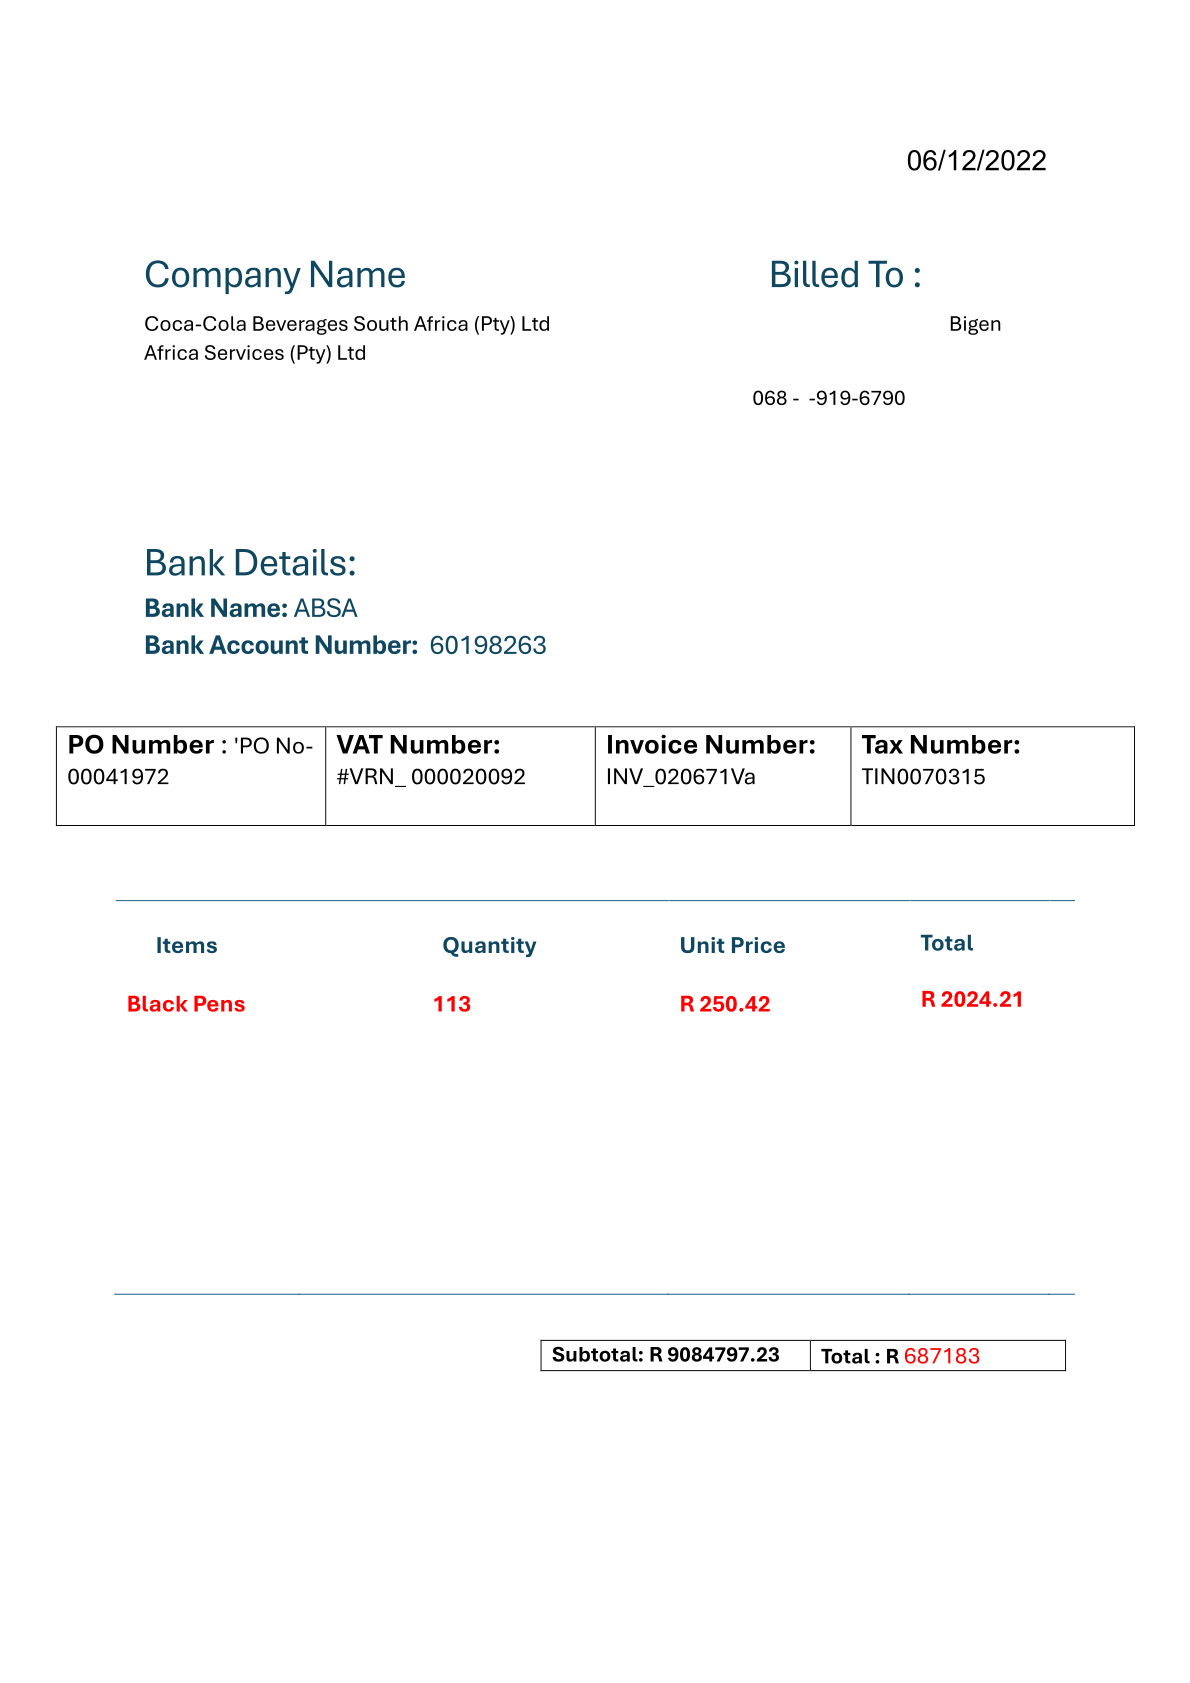 06/12/2022
Company Name Billed To :
Coca-Cola Beverages South Africa (Pty) Ltd Bigen
Africa Services (Pty) Ltd
068 -  -919-6790
Bank Details:
Bank Name: ABSA
Bank Account Number: 60198263
PO Number : 'PO No-
00041972
VAT Number:
#VRN_ 000020092
Invoice Number:
INV_020671Va
Tax Number:
TIN0070315
Items Quantity Unit Price Total
Black Pens 113 R 250.42 R 2024.21
Subtotal: R 9084797.23 Total : R 687183